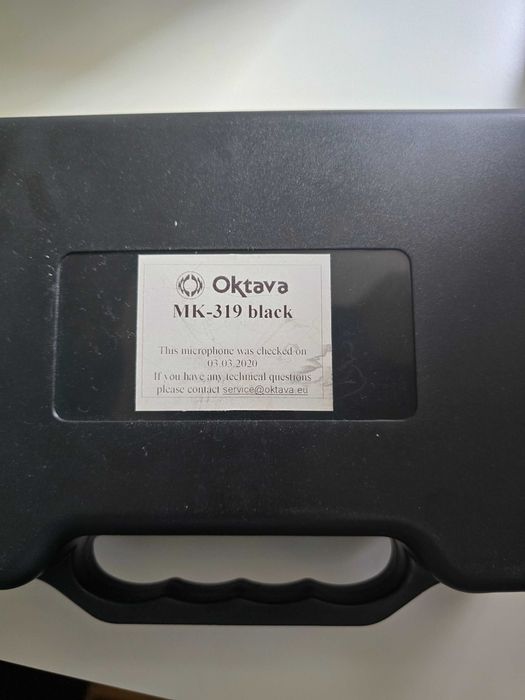 Oktava
MK-319 black
This microphone was checked on
03.03.2020
If you have any technical questions
please contact service@oktava.eu